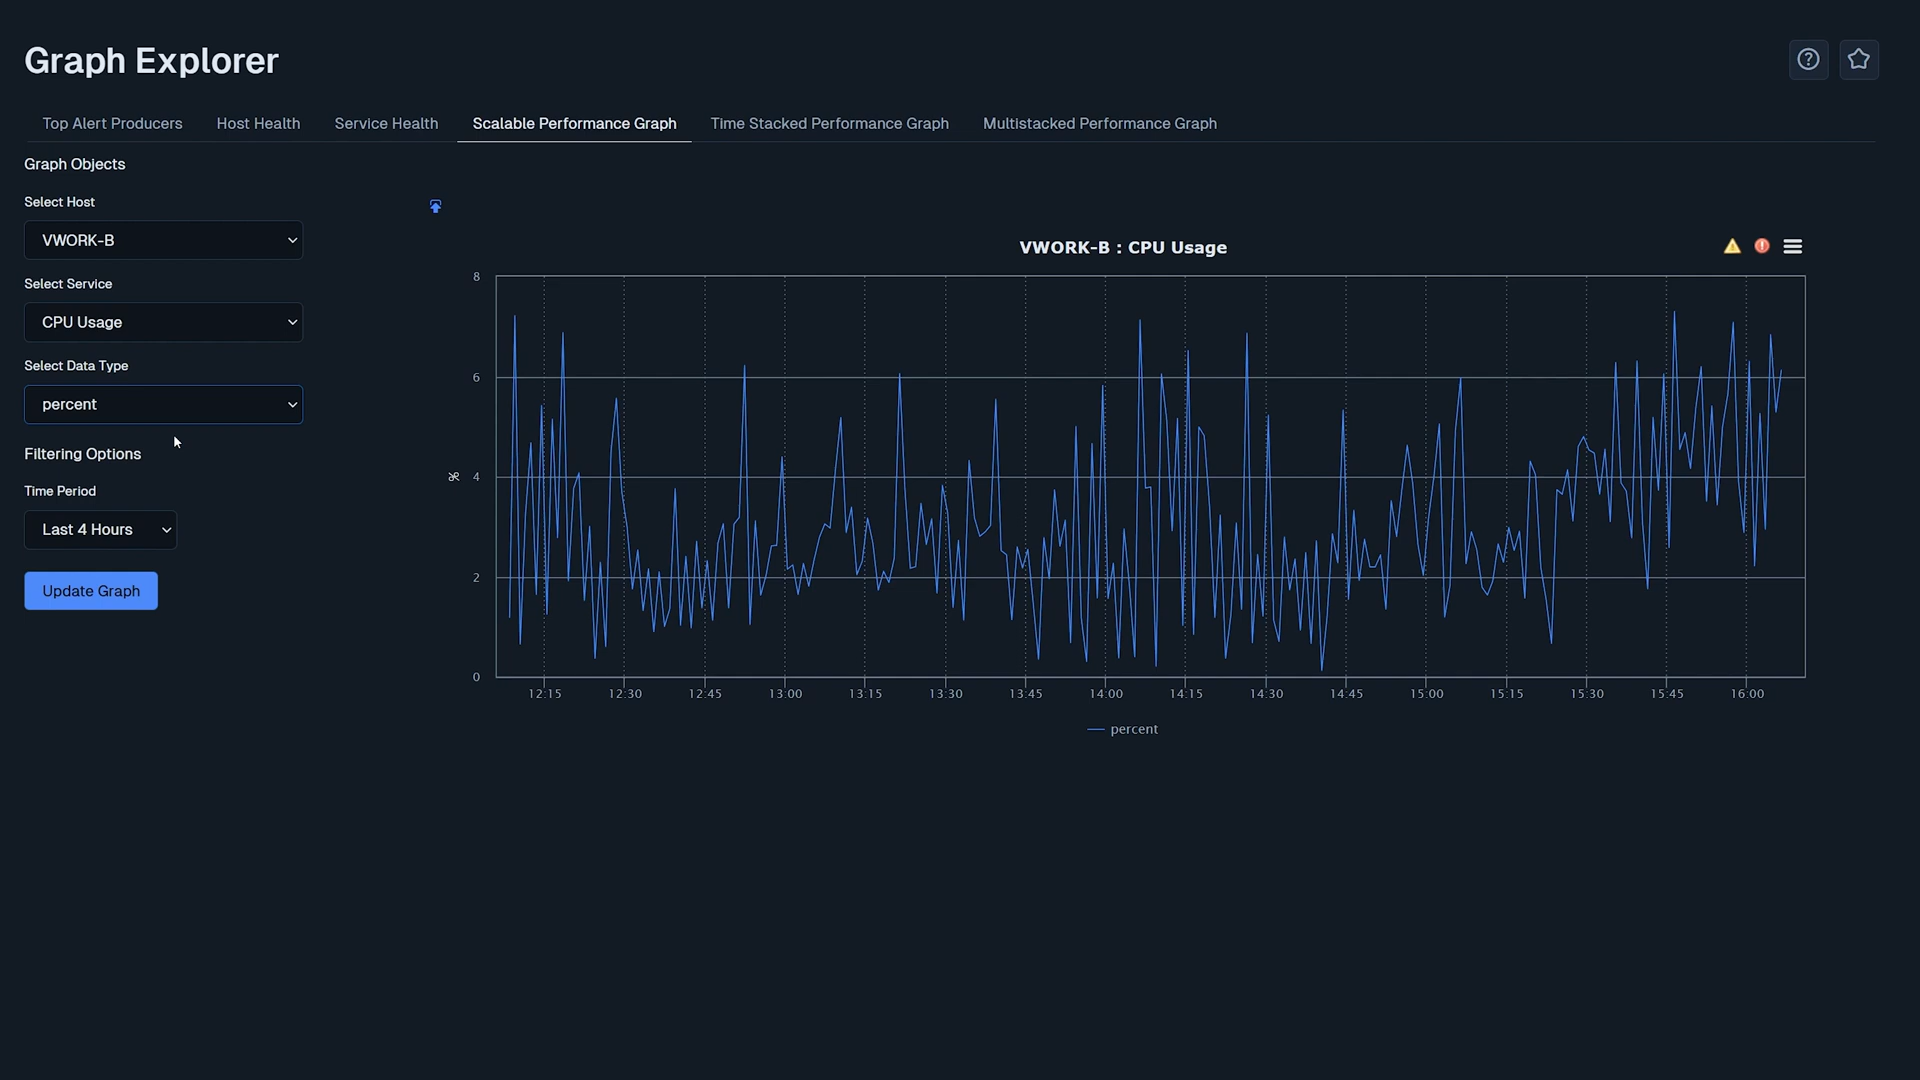 Graph Explorer
Top Alert Producers
Host Health
Service Health
Scalable Performance Graph
Time Stacked Performance Graph
Multistacked Performance Graph
Graph Objects
Select Host
VWORK-B
Select Service
CPU Usage
Select Data Type
percent
Filtering Options
Time Period
Last 4 Hours
Update Graph
VWORK-B : CPU Usage
%
8
6
4
2
0
12:15 12:30 12:45 13:00 13:15 13:30 13:45 14:00 14:15 14:30 14:45 15:00 15:15 15:30 15:45 16:00
percent